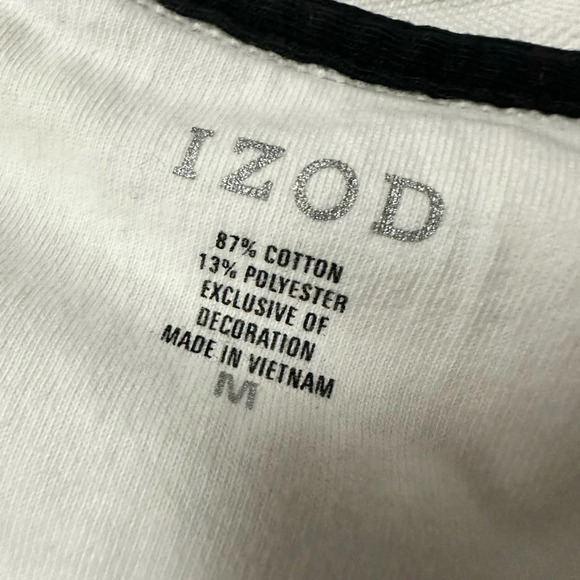 IZOD
87% COTTON
13% POLYESTER
EXCLUSIVE OF
DECORATION
MADE IN VIETNAM
M